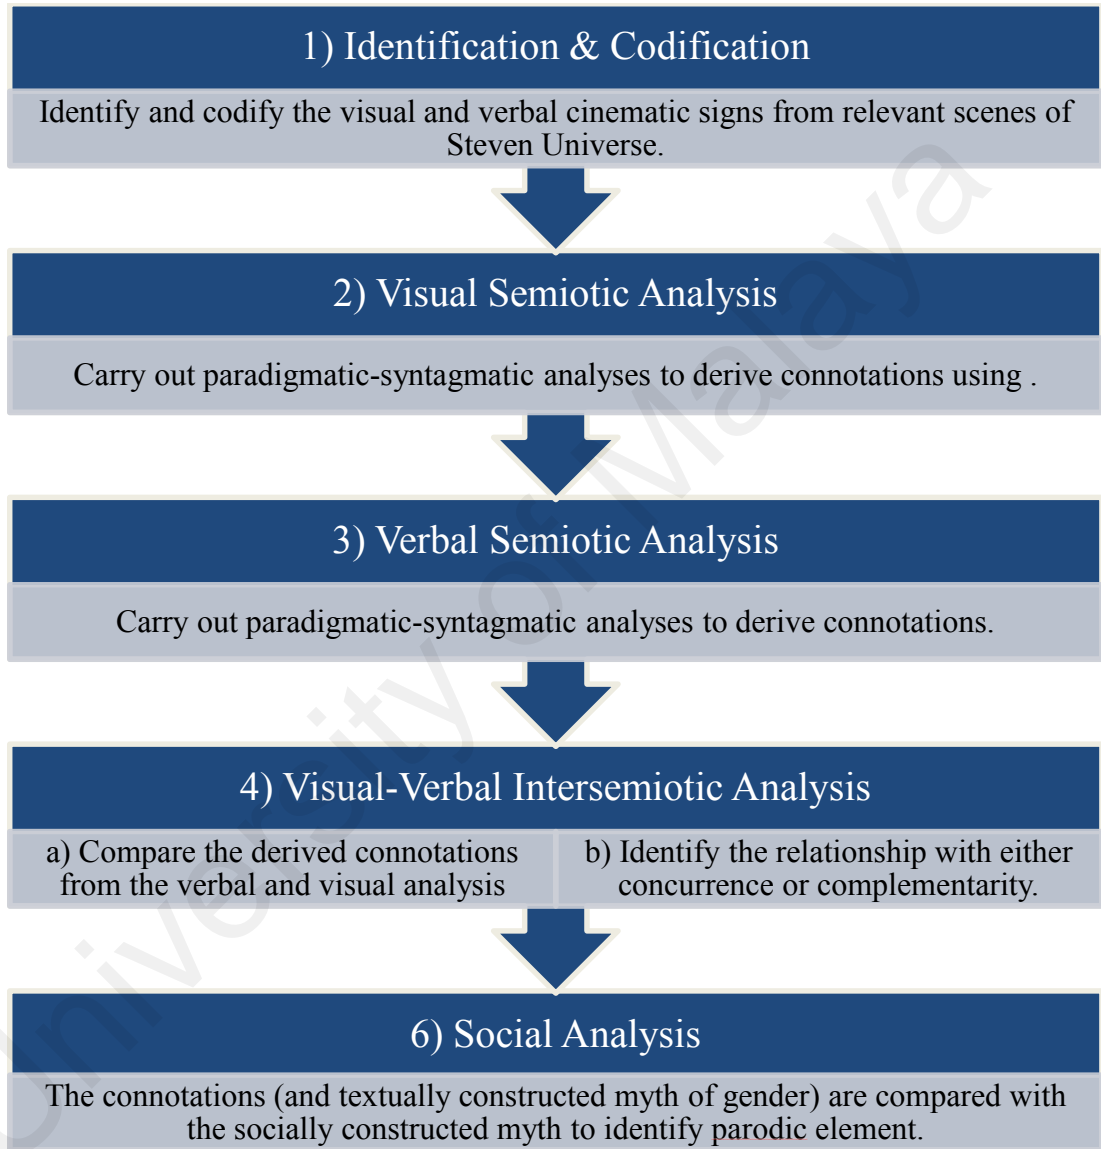 1) Identification & Codification
Identify and codify the visual and verbal cinematic signs from relevant scenes of
Steven Universe.
2) Visual Semiotic Analysis
Carry out paradigmatic-syntagmatic analyses to derive connotations using .
3) Verbal Semiotic Analysis
Carry out paradigmatic-syntagmatic analyses to derive connotations.
4) Visual-Verbal Intersemiotic Analysis
a) Compare the derived connotations
from the verbal and visual analysis
b) Identify the relationship with either
concurrence or complementarity.
6) Social Analysis
The connotations (and textually constructed myth of gender) are compared with
the socially constructed myth to identify parodic element.
University of Malaya